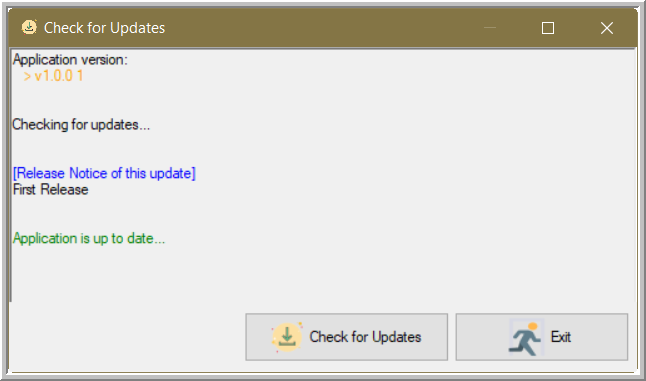 Check for Updates
Application version:
> v1.0.0 1
Checking for updates...
[Release Notice of this update]
First Release
Application is up to date...
Check for Updates
Exit